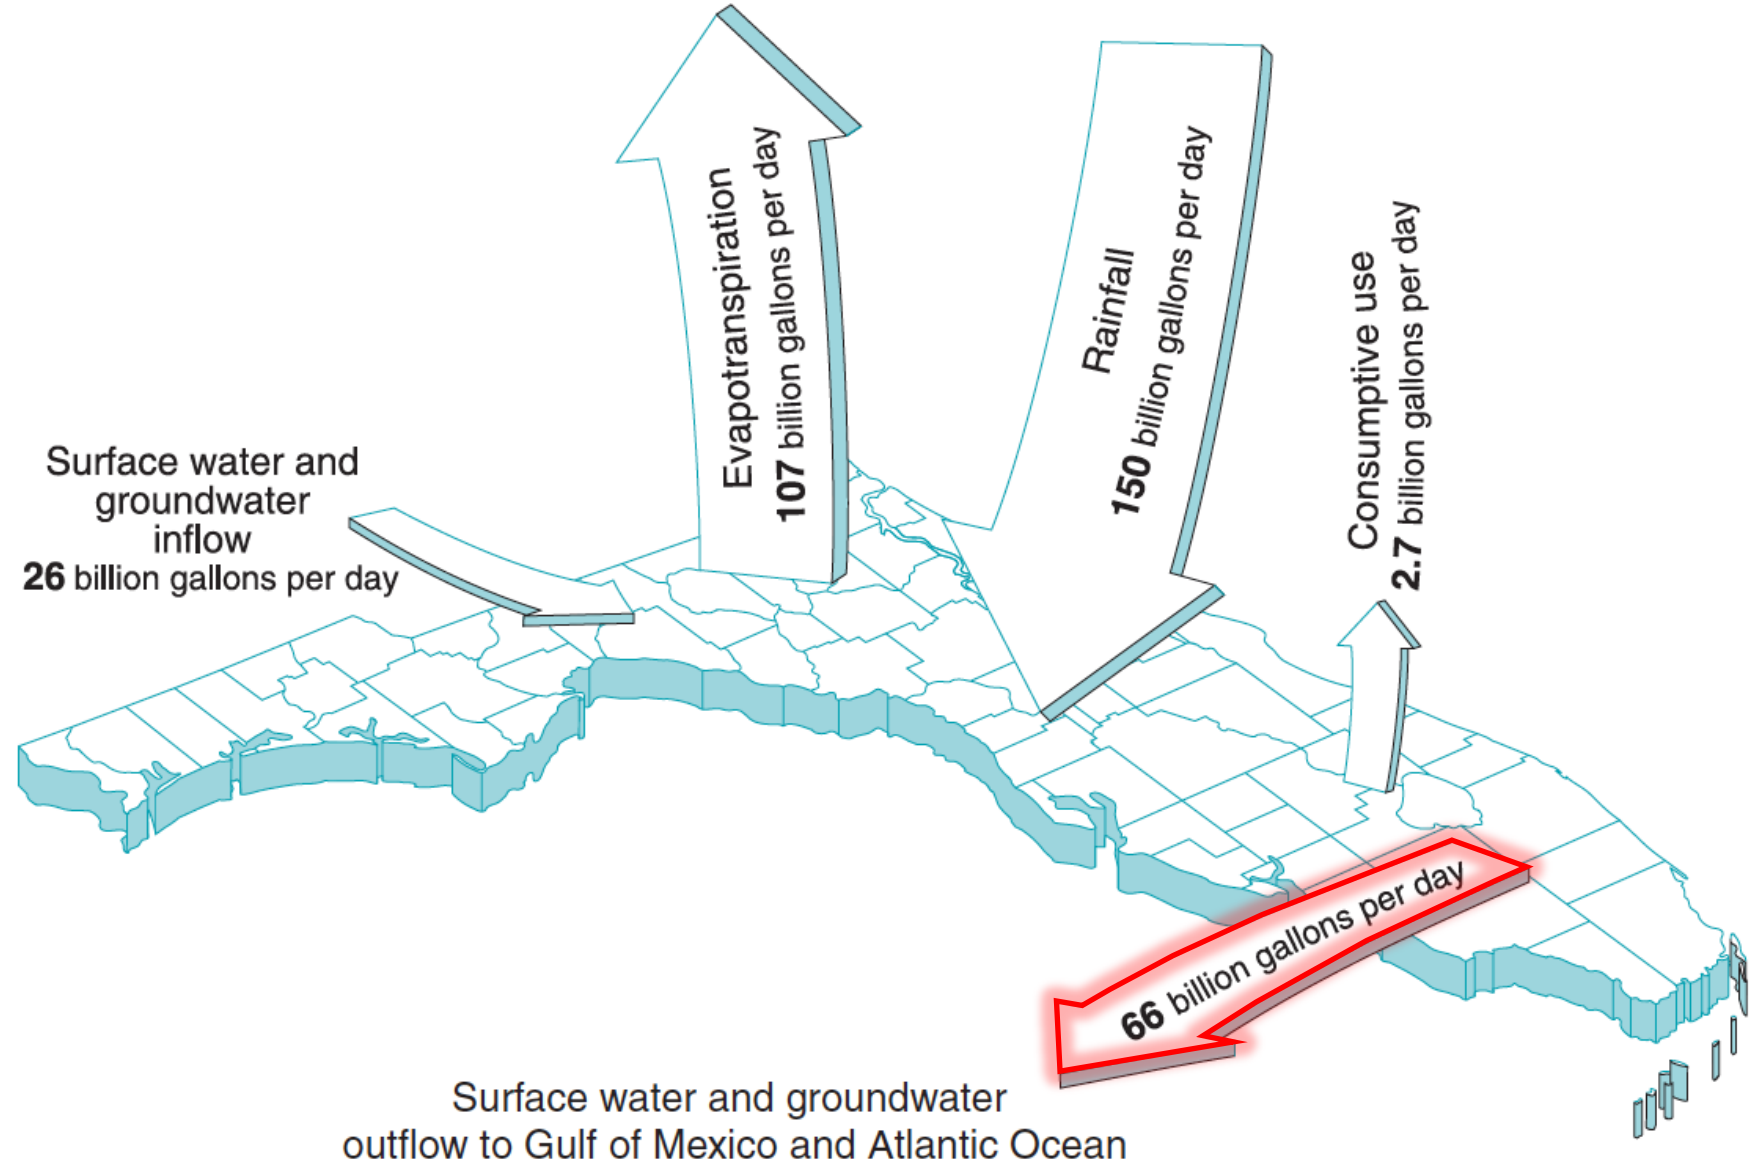 Evapotranspiration
107 billion gallons per day
Rainfall
150 billion gallons per day
Consumptive use
2.7 billion gallons per day
Surface water and
groundwater
inflow
26 billion gallons per day
66 billion gallons per day
Surface water and groundwater
outflow to Gulf of Mexico and Atlantic Ocean